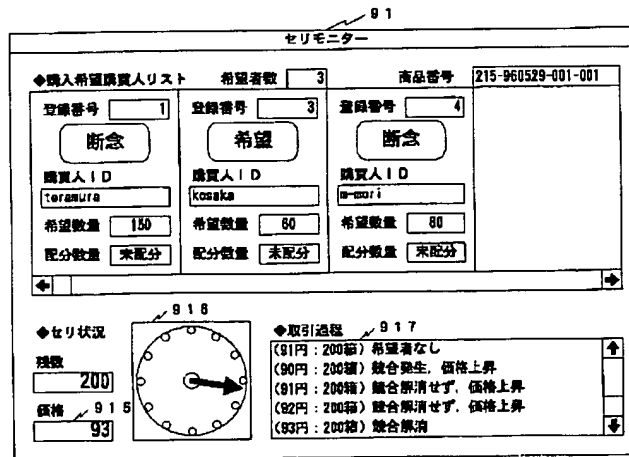 91
セリモニター
◆購入希望購買人リスト 希望者数 3 商品番号 215-960529-001-001
登録番号 1 登録番号 3 登録番号 4
断念 希望 断念
購買人ID 購買人ID 購買人ID
teramura kosaka m-mori
希望数量 150 希望数量 60 希望数量 80
配分数量 未配分 配分数量 未配分 配分数量 未配分
916
◆セリ状況 ◆取引過程 917
残数 200
915
価格 93
(91円:200箱) 希望者なし
(90円:200箱) 競合発生，価格上昇
(91円:200箱) 競合解消せず，価格上昇
(92円:200箱) 競合解消せず，価格上昇
(93円:200箱) 競合解消